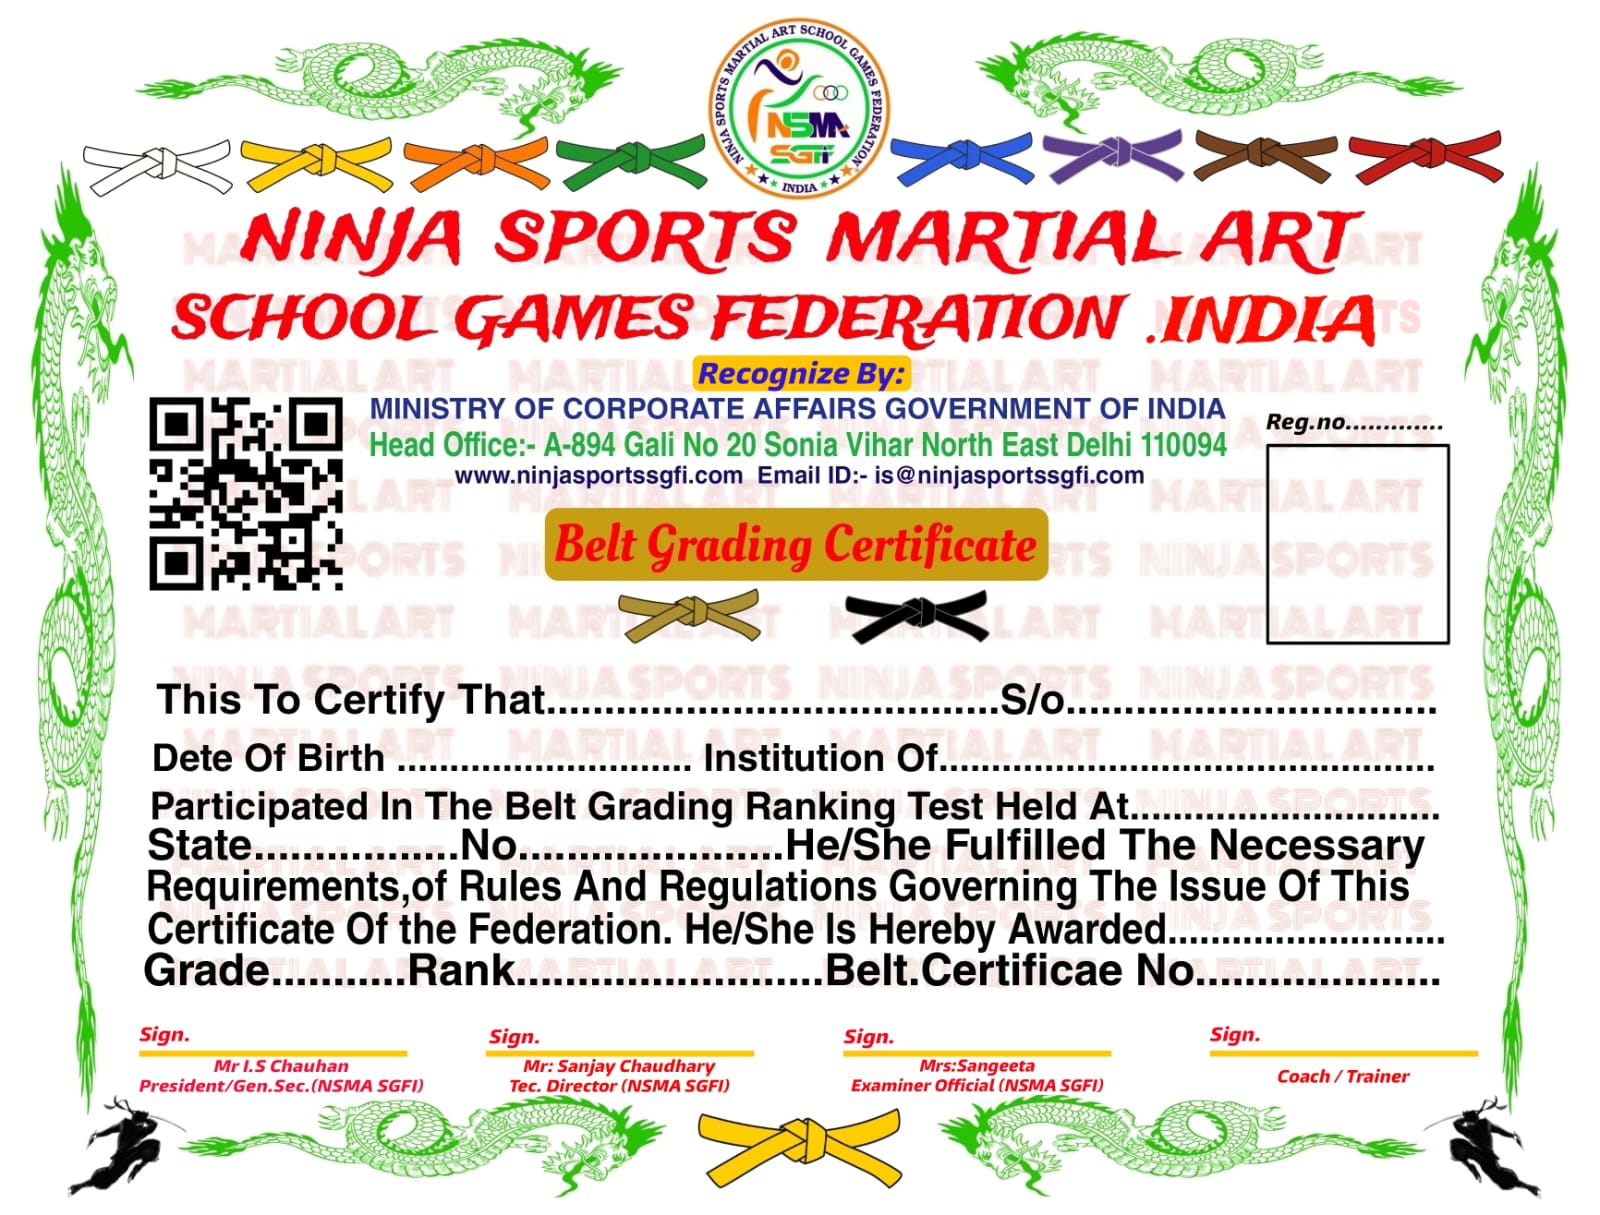 NINJA SPORTS MARTIAL ART SCHOOL GAMES FEDERATION
NSMA
SGFI
INDIA
NINJA SPORTS MARTIAL ART
SCHOOL GAMES FEDERATION .INDIA
Recognize By:
MINISTRY OF CORPORATE AFFAIRS GOVERNMENT OF INDIA
Head Office:- A-894 Gali No 20 Sonia Vihar North East Delhi 110094
www.ninjasportssgfi.com Email ID:- is@ninjasportssgfi.com
Reg.no.............
Belt Grading Certificate
This To Certify That.......................................S/o................................
Dete Of Birth ........................... Institution Of..............................................
Participated In The Belt Grading Ranking Test Held At.............................
State.................No......................He/She Fulfilled The Necessary
Requirements,of Rules And Regulations Governing The Issue Of This
Certificate Of the Federation. He/She Is Hereby Awarded..........................
Grade...........Rank.........................Belt.Certificae No....................
Sign. Sign. Sign. Sign.
Mr I.S Chauhan Mr: Sanjay Chaudhary Mrs:Sangeeta Coach / Trainer
President/Gen.Sec.(NSMA SGFI) Tec. Director (NSMA SGFI) Examiner Official (NSMA SGFI)
MARTIAL ART
NINJA SPORTS